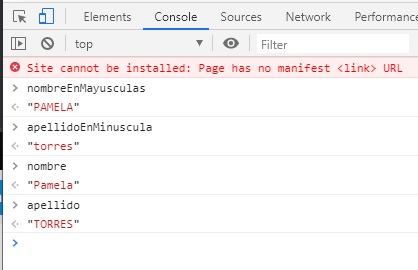 Elements Console Sources Network Performance
top Filter
Site cannot be installed: Page has no manifest <link> URL
nombreEnMayusculas
"PAMELA"
apellidoEnMinuscula
"torres"
nombre
"Pamela"
apellido
"TORRES"